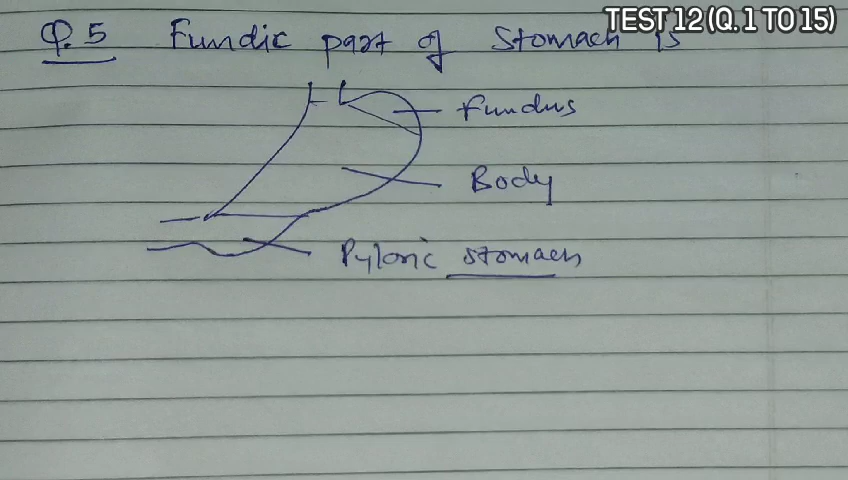 TEST 12 (Q. 1 TO 15)
Q.5 Fundic part of Stomach is
Fundus
Body
Pyloric stomach